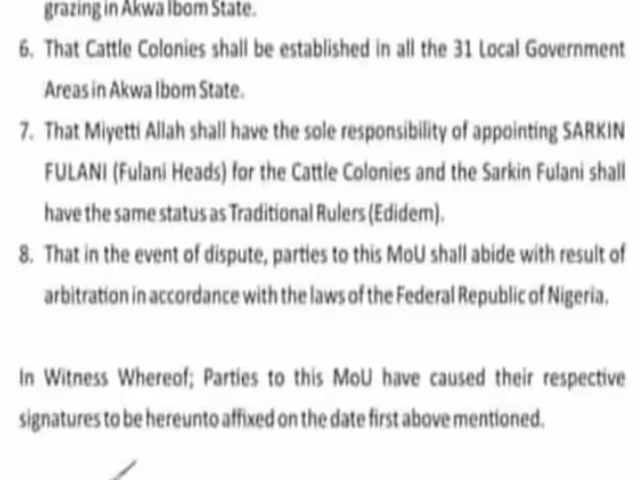 grazing in Akwa Ibom State.
6. That Cattle Colonies shall be established in all the 31 Local Government
Areas in Akwa Ibom State.
7. That Miyetti Allah shall have the sole responsibility of appointing SARKIN
FULANI (Fulani Heads) for the Cattle Colonies and the Sarkin Fulani shall
have the same status as Traditional Rulers (Edidem).
8. That in the event of dispute, parties to this MoU shall abide with result of
arbitration in accordance with the laws of the Federal Republic of Nigeria.
In Witness Whereof; Parties to this MoU have caused their respective
signatures to be hereunto affixed on the date first above mentioned.